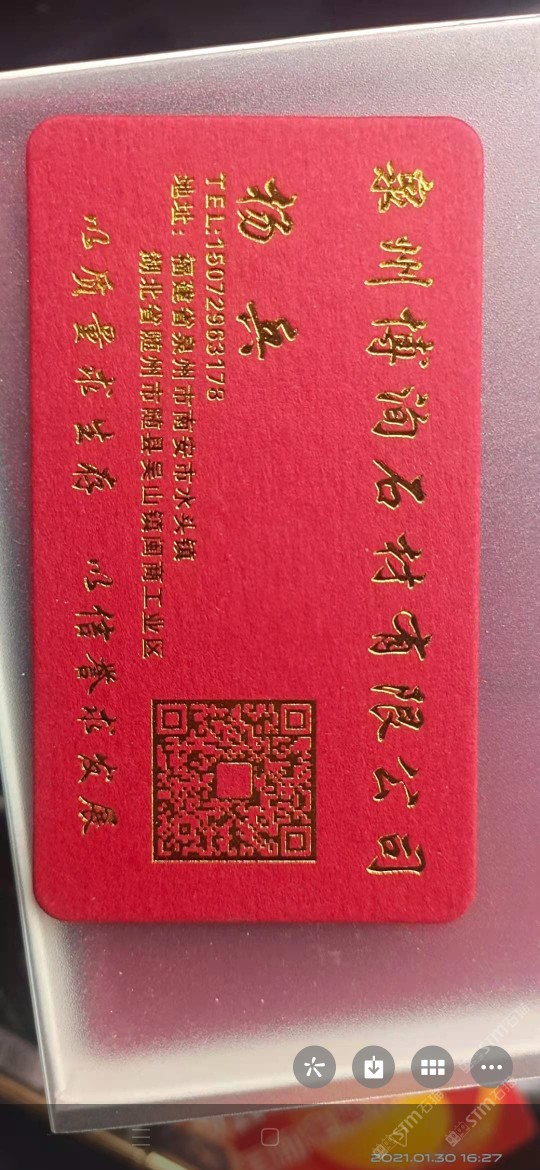 泉州博洵石材有限公司
杨兵
TEL:15072963178
地址：福建省泉州市南安市水头镇
湖北省随州市随县吴山镇闽商工业区
以质量求生存 以信誉求发展
2021.01.30 16:27